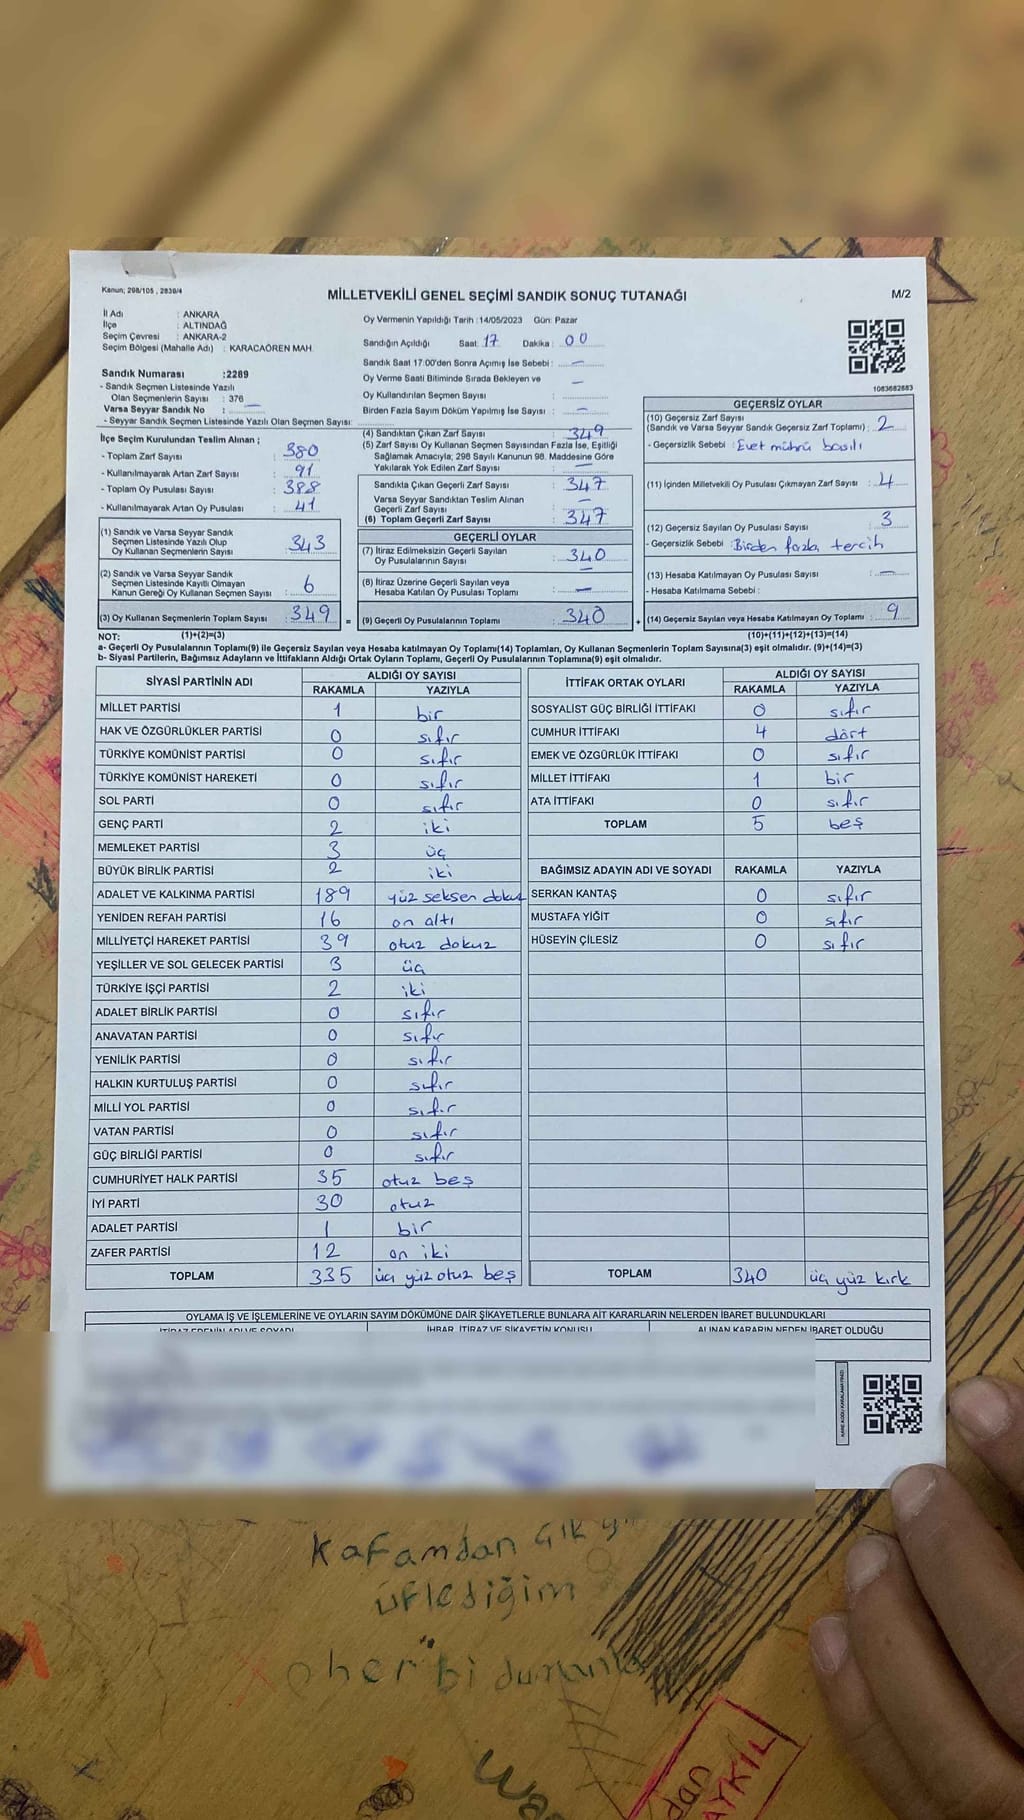 Kanun; 298/105 , 2839/4
MİLLETVEKİLİ GENEL SEÇİMİ SANDIK SONUÇ TUTANAĞI
M/2
İl Adı : ANKARA
İlçe : ALTINDAĞ
Seçim Çevresi : ANKARA-2
Seçim Bölgesi (Mahalle Adı) : KARACAÖREN MAH.
Sandık Numarası :2289
- Sandık Seçmen Listesinde Yazılı
Olan Seçmenlerin Sayısı : 376
Varsa Seyyar Sandık No : —
- Seyyar Sandık Seçmen Listesinde Yazılı Olan Seçmen Sayısı:
İlçe Seçim Kurulundan Teslim Alınan ;
- Toplam Zarf Sayısı : 380
- Kullanılmayarak Artan Zarf Sayısı : 91
- Toplam Oy Pusulası Sayısı : 388
- Kullanılmayarak Artan Oy Pusulası : 41
(1) Sandık ve Varsa Seyyar Sandık
Seçmen Listesinde Yazılı Olup
Oy Kullanan Seçmenlerin Sayısı : 343
(2) Sandık ve Varsa Seyyar Sandık
Seçmen Listesinde Kayıtlı Olmayan
Kanun Gereği Oy Kullanan Seçmen Sayısı : 6
(3) Oy Kullanan Seçmenlerin Toplam Sayısı : 349 =
Oy Vermenin Yapıldığı Tarih :14/05/2023 Gün: Pazar
Sandığın Açıldığı Saat: 17 Dakika : 00
Sandık Saat 17:00'den Sonra Açımış İse Sebebi : —
Oy Verme Saati Bitiminde Sırada Bekleyen ve
Oy Kullandırılan Seçmen Sayısı : —
Birden Fazla Sayım Döküm Yapılmış İse Sayısı : —
(4) Sandıktan Çıkan Zarf Sayısı : 349
(5) Zarf Sayısı Oy Kullanan Seçmen Sayısından Fazla İse, Eşitliği
Sağlamak Amacıyla; 298 Sayılı Kanunun 98. Maddesine Göre
Yakılarak Yok Edilen Zarf Sayısı : —
Sandıkta Çıkan Geçerli Zarf Sayısı : 347
Varsa Seyyar Sandıktan Teslim Alınan
Geçerli Zarf Sayısı : —
(6) Toplam Geçerli Zarf Sayısı : 347
GEÇERLİ OYLAR
(7) İtiraz Edilmeksizin Geçerli Sayılan
Oy Pusulalarının Sayısı : 340
(8) İtiraz Üzerine Geçerli Sayılan veya
Hesaba Katılan Oy Pusulası Toplamı : —
(9) Geçerli Oy Pusulalarının Toplamı : 340 +
1083682883
GEÇERSİZ OYLAR
(10) Geçersiz Zarf Sayısı
(Sandık ve Varsa Seyyar Sandık Geçersiz Zarf Toplamı) : 2
- Geçersizlik Sebebi : Evet mührü basılı
(11) İçinden Milletvekili Oy Pusulası Çıkmayan Zarf Sayısı : 4
(12) Geçersiz Sayılan Oy Pusulası Sayısı : 3
- Geçersizlik Sebebi : Birden fazla tercih
(13) Hesaba Katılmayan Oy Pusulası Sayısı : —
- Hesaba Katılmama Sebebi :
(14) Geçersiz Sayılan veya Hesaba Katılmayan Oy Toplamı : 9
NOT: (1)+(2)=(3) (10)+(11)+(12)+(13)=(14)
a- Geçerli Oy Pusulalarının Toplamı(9) ile Geçersiz Sayılan veya Hesaba katılmayan Oy Toplamı(14) Toplamları, Oy Kullanan Seçmenlerin Toplam Sayısına(3) eşit olmalıdır. (9)+(14)=(3)
b- Siyasi Partilerin, Bağımsız Adayların ve İttifakların Aldığı Ortak Oyların Toplamı, Geçerli Oy Pusulalarının Toplamına(9) eşit olmalıdır.
SİYASİ PARTİNİN ADI ALDIĞI OY SAYISI
RAKAMLA YAZIYLA
MİLLET PARTİSİ 1 bir
HAK VE ÖZGÜRLÜKLER PARTİSİ 0 sıfır
TÜRKİYE KOMÜNİST PARTİSİ 0 sıfır
TÜRKİYE KOMÜNİST HAREKETİ 0 sıfır
SOL PARTİ 0 sıfır
GENÇ PARTİ 2 iki
MEMLEKET PARTİSİ 3 üç
BÜYÜK BİRLİK PARTİSİ 2 iki
ADALET VE KALKINMA PARTİSİ 189 yüz seksen dokuz
YENİDEN REFAH PARTİSİ 16 on altı
MİLLİYETÇİ HAREKET PARTİSİ 39 otuz dokuz
YEŞİLLER VE SOL GELECEK PARTİSİ 3 üç
TÜRKİYE İŞÇİ PARTİSİ 2 iki
ADALET BİRLİK PARTİSİ 0 sıfır
ANAVATAN PARTİSİ 0 sıfır
YENİLİK PARTİSİ 0 sıfır
HALKIN KURTULUŞ PARTİSİ 0 sıfır
MİLLİ YOL PARTİSİ 0 sıfır
VATAN PARTİSİ 0 sıfır
GÜÇ BİRLİĞİ PARTİSİ 0 sıfır
CUMHURİYET HALK PARTİSİ 35 otuz beş
İYİ PARTİ 30 otuz
ADALET PARTİSİ 1 bir
ZAFER PARTİSİ 12 on iki
TOPLAM 335 üç yüz otuz beş
İTTİFAK ORTAK OYLARI ALDIĞI OY SAYISI
RAKAMLA YAZIYLA
SOSYALİST GÜÇ BİRLİĞİ İTTİFAKI 0 sıfır
CUMHUR İTTİFAKI 4 dört
EMEK VE ÖZGÜRLÜK İTTİFAKI 0 sıfır
MİLLET İTTİFAKI 1 bir
ATA İTTİFAKI 0 sıfır
TOPLAM 5 beş
BAĞIMSIZ ADAYIN ADI VE SOYADI RAKAMLA YAZIYLA
SERKAN KANTAŞ 0 sıfır
MUSTAFA YİĞİT 0 sıfır
HÜSEYİN ÇİLESİZ 0 sıfır
TOPLAM 340 üç yüz kırk
OYLAMA İŞ VE İŞLEMLERİNE VE OYLARIN SAYIM DÖKÜMÜNE DAİR ŞİKAYETLERLE BUNLARA AİT KARARLARIN NELERDEN İBARET BULUNDUKLARI
İTİRAZ EDENİN ADI VE SOYADI İHBAR, İTİRAZ VE ŞİKAYETİN KONUSU ALINAN KARARIN NEDEN İBARET OLDUĞU
Kafamdan çık
üflediğim
her bi dumanla